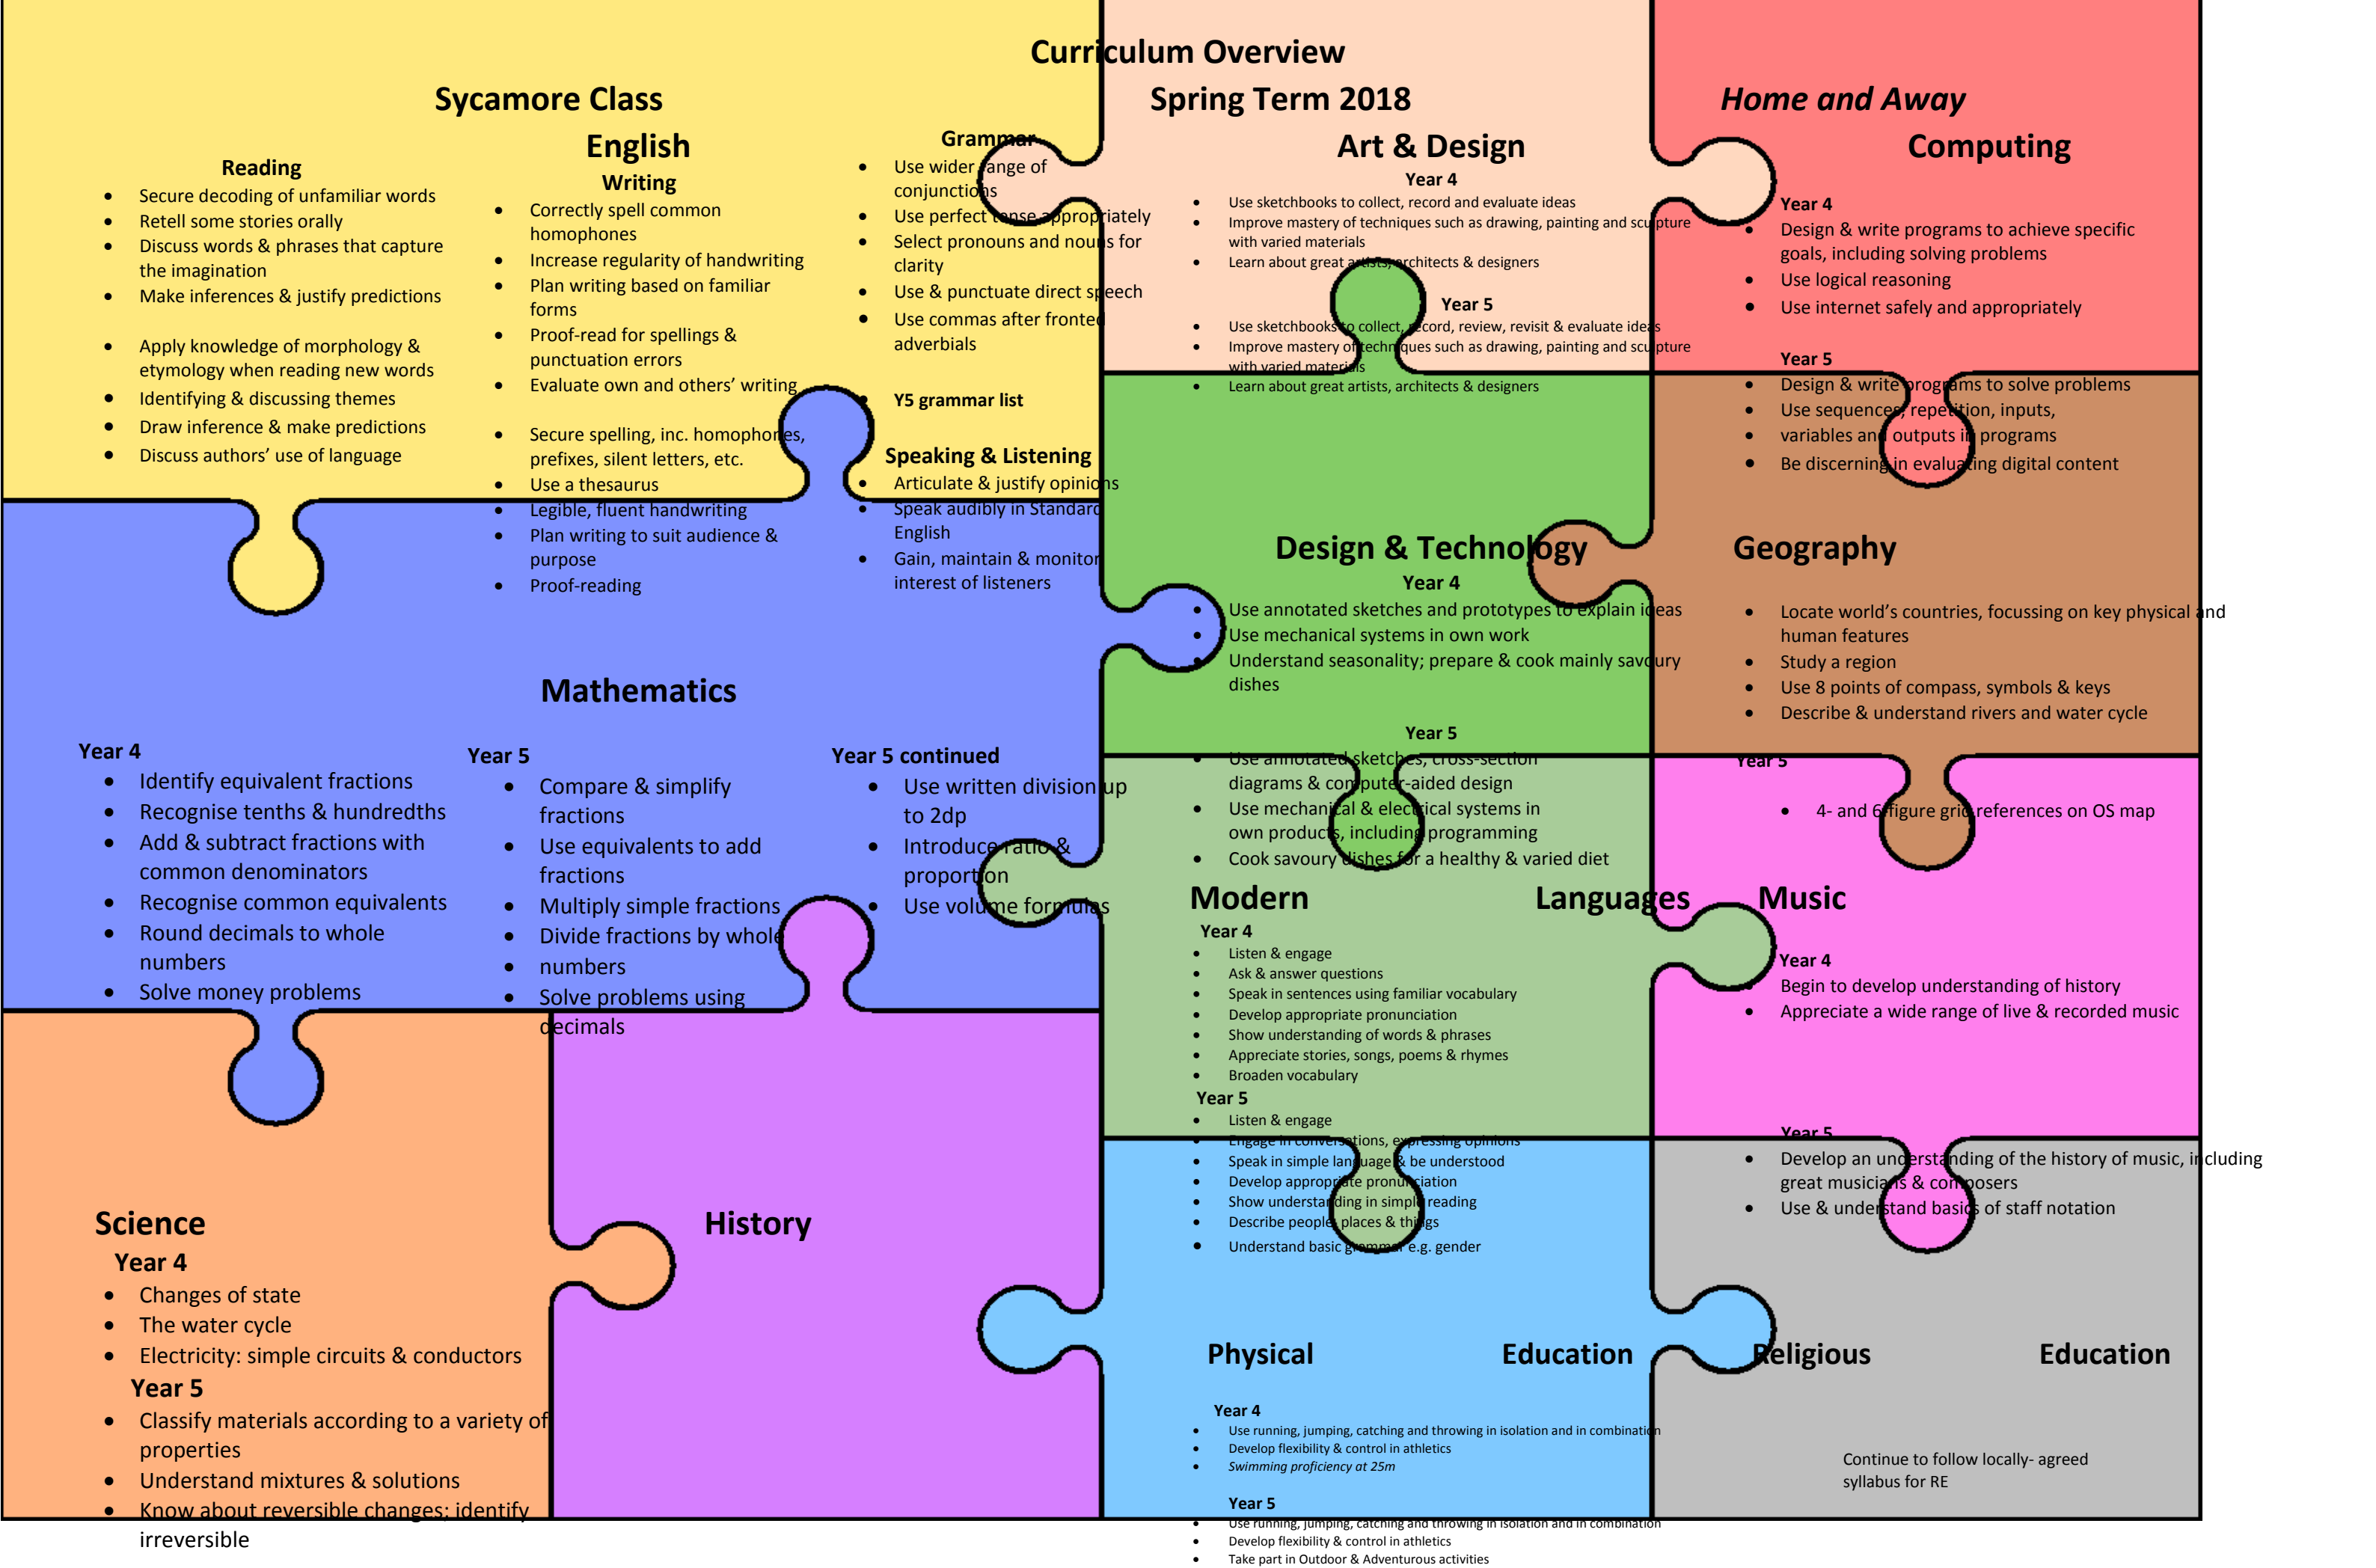 Curriculum Overview
Sycamore Class
Spring Term 2018
Home and Away
English
Reading
• Secure decoding of unfamiliar words
• Retell some stories orally
• Discuss words & phrases that capture
the imagination
• Make inferences & justify predictions
• Apply knowledge of morphology &
etymology when reading new words
• Identifying & discussing themes
• Draw inference & make predictions
• Discuss authors’ use of language
Writing
• Correctly spell common
homophones
• Increase regularity of handwriting
• Plan writing based on familiar
forms
• Proof-read for spellings &
punctuation errors
• Evaluate own and others’ writing
• Secure spelling, inc. homophones,
prefixes, silent letters, etc.
• Use a thesaurus
• Legible, fluent handwriting
• Plan writing to suit audience &
purpose
• Proof-reading
Grammar
• Use wider range of
conjunctions
• Use perfect tense appropriately
• Select pronouns and nouns for
clarity
• Use & punctuate direct speech
• Use commas after fronted
adverbials
• Y5 grammar list
Speaking & Listening
• Articulate & justify opinions
• Speak audibly in Standard
English
• Gain, maintain & monitor
interest of listeners
Art & Design
Year 4
• Use sketchbooks to collect, record and evaluate ideas
• Improve mastery of techniques such as drawing, painting and sculpture
with varied materials
• Learn about great artists, architects & designers
Year 5
• Use sketchbooks to collect, record, review, revisit & evaluate ideas
• Improve mastery of techniques such as drawing, painting and sculpture
with varied materials
• Learn about great artists, architects & designers
Computing
Year 4
• Design & write programs to achieve specific
goals, including solving problems
• Use logical reasoning
• Use internet safely and appropriately
Year 5
• Design & write programs to solve problems
• Use sequences, repetition, inputs,
• variables and outputs in programs
• Be discerning in evaluating digital content
Design & Technology
Year 4
• Use annotated sketches and prototypes to explain ideas
• Use mechanical systems in own work
• Understand seasonality; prepare & cook mainly savoury
dishes
Year 5
• Use annotated sketches, cross-section
diagrams & computer-aided design
• Use mechanical & electrical systems in
own products, including programming
• Cook savoury dishes for a healthy & varied diet
Geography
• Locate world’s countries, focussing on key physical and
human features
• Study a region
• Use 8 points of compass, symbols & keys
• Describe & understand rivers and water cycle
Year 5
• 4- and 6-figure grid references on OS map
Mathematics
Year 4
• Identify equivalent fractions
• Recognise tenths & hundredths
• Add & subtract fractions with
common denominators
• Recognise common equivalents
• Round decimals to whole
numbers
• Solve money problems
Year 5
• Compare & simplify
fractions
• Use equivalents to add
fractions
• Multiply simple fractions
• Divide fractions by whole
• numbers
• Solve problems using
decimals
Year 5 continued
• Use written division up
to 2dp
• Introduce ratio &
proportion
• Use volume formulas
Modern Languages
Year 4
• Listen & engage
• Ask & answer questions
• Speak in sentences using familiar vocabulary
• Develop appropriate pronunciation
• Show understanding of words & phrases
• Appreciate stories, songs, poems & rhymes
• Broaden vocabulary
Year 5
• Listen & engage
• Engage in conversations, expressing opinions
• Speak in simple language & be understood
• Develop appropriate pronunciation
• Show understanding in simple reading
• Describe people, places & things
• Understand basic grammar e.g. gender
Music
Year 4
• Begin to develop understanding of history
• Appreciate a wide range of live & recorded music
Year 5
• Develop an understanding of the history of music, including
great musicians & composers
• Use & understand basics of staff notation
Science
Year 4
• Changes of state
• The water cycle
• Electricity: simple circuits & conductors
Year 5
• Classify materials according to a variety of
properties
• Understand mixtures & solutions
• Know about reversible changes; identify
irreversible
History
Physical Education
Year 4
• Use running, jumping, catching and throwing in isolation and in combination
• Develop flexibility & control in athletics
• Swimming proficiency at 25m
Year 5
• Use running, jumping, catching and throwing in isolation and in combination
• Develop flexibility & control in athletics
• Take part in Outdoor & Adventurous activities
Religious Education
Continue to follow locally- agreed
syllabus for RE